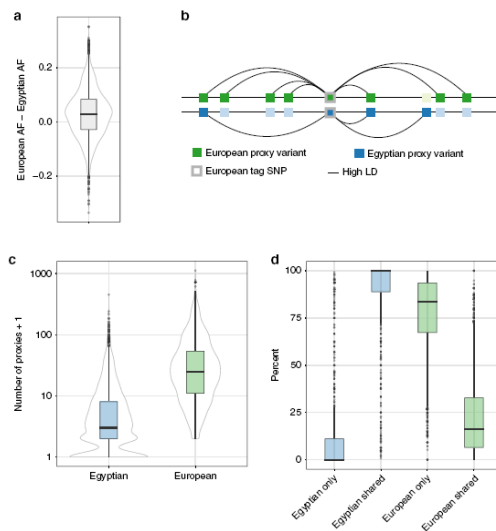 a
b
European AF – Egyptian AF
0.2
0.0
−0.2
European proxy variant
Egyptian proxy variant
European tag SNP
High LD
c
d
Number of proxies + 1
1000
100
10
1
Egyptian
European
Percent
100
75
50
25
0
Egyptian only
Egyptian shared
European only
European shared